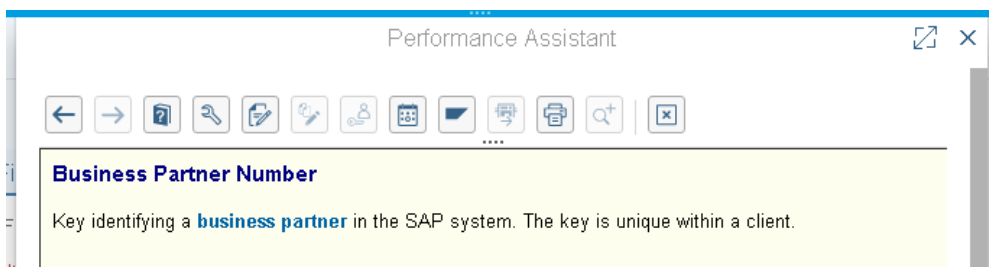 Performance Assistant
Business Partner Number
Key identifying a business partner in the SAP system. The key is unique within a client.